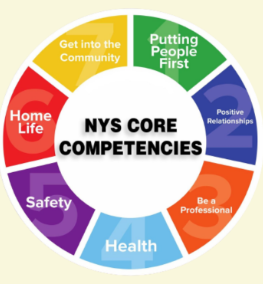 NYS CORE
COMPETENCIES
1
Putting
People
First
2
Positive
Relationships
3
Be a
Professional
4
Health
5
Safety
6
Home
Life
7
Get into the
Community